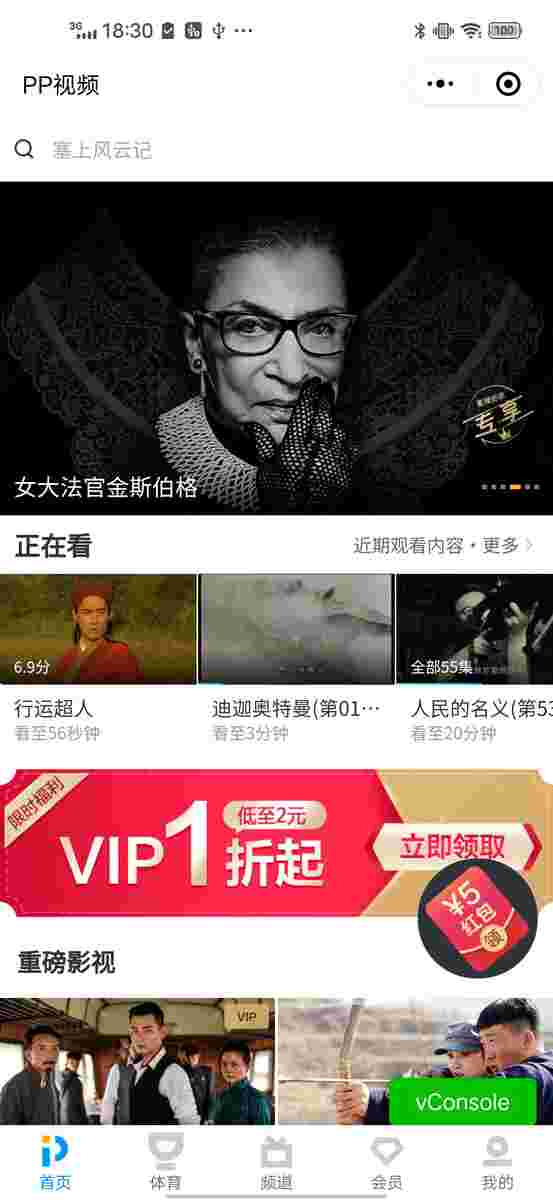 3G 18:30 100
PP视频
塞上风云记
专享
女大法官金斯伯格
正在看
近期观看内容·更多
6.9分
全部55集
行运超人
迪迦奥特曼(第01…
人民的名义(第53
看至56秒钟
看至3分钟
看至20分钟
限时福利
VIP1折起
低至2元
立即领取
¥5
红包
领
重磅影视
VIP
vConsole
首页
体育
频道
会员
我的